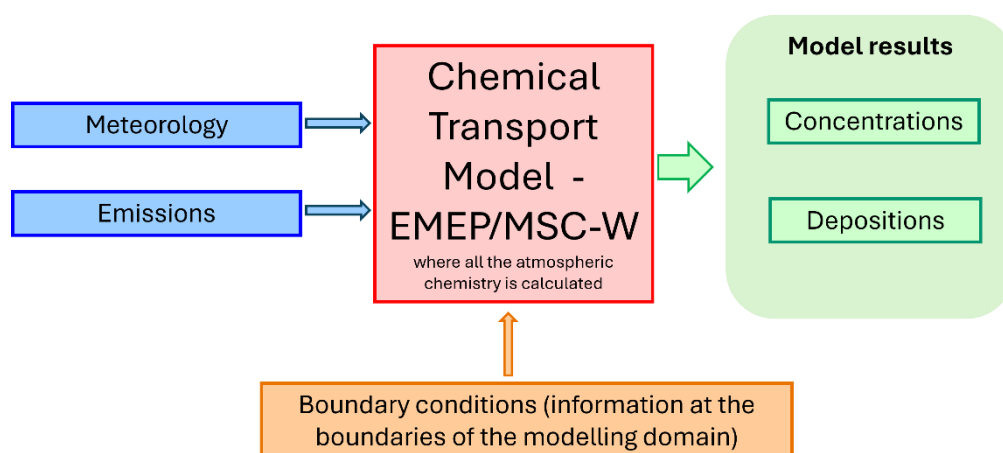 Meteorology
Emissions
Chemical
Transport
Model -
EMEP/MSC-W
where all the atmospheric
chemistry is calculated
Model results
Concentrations
Depositions
Boundary conditions (information at the
boundaries of the modelling domain)